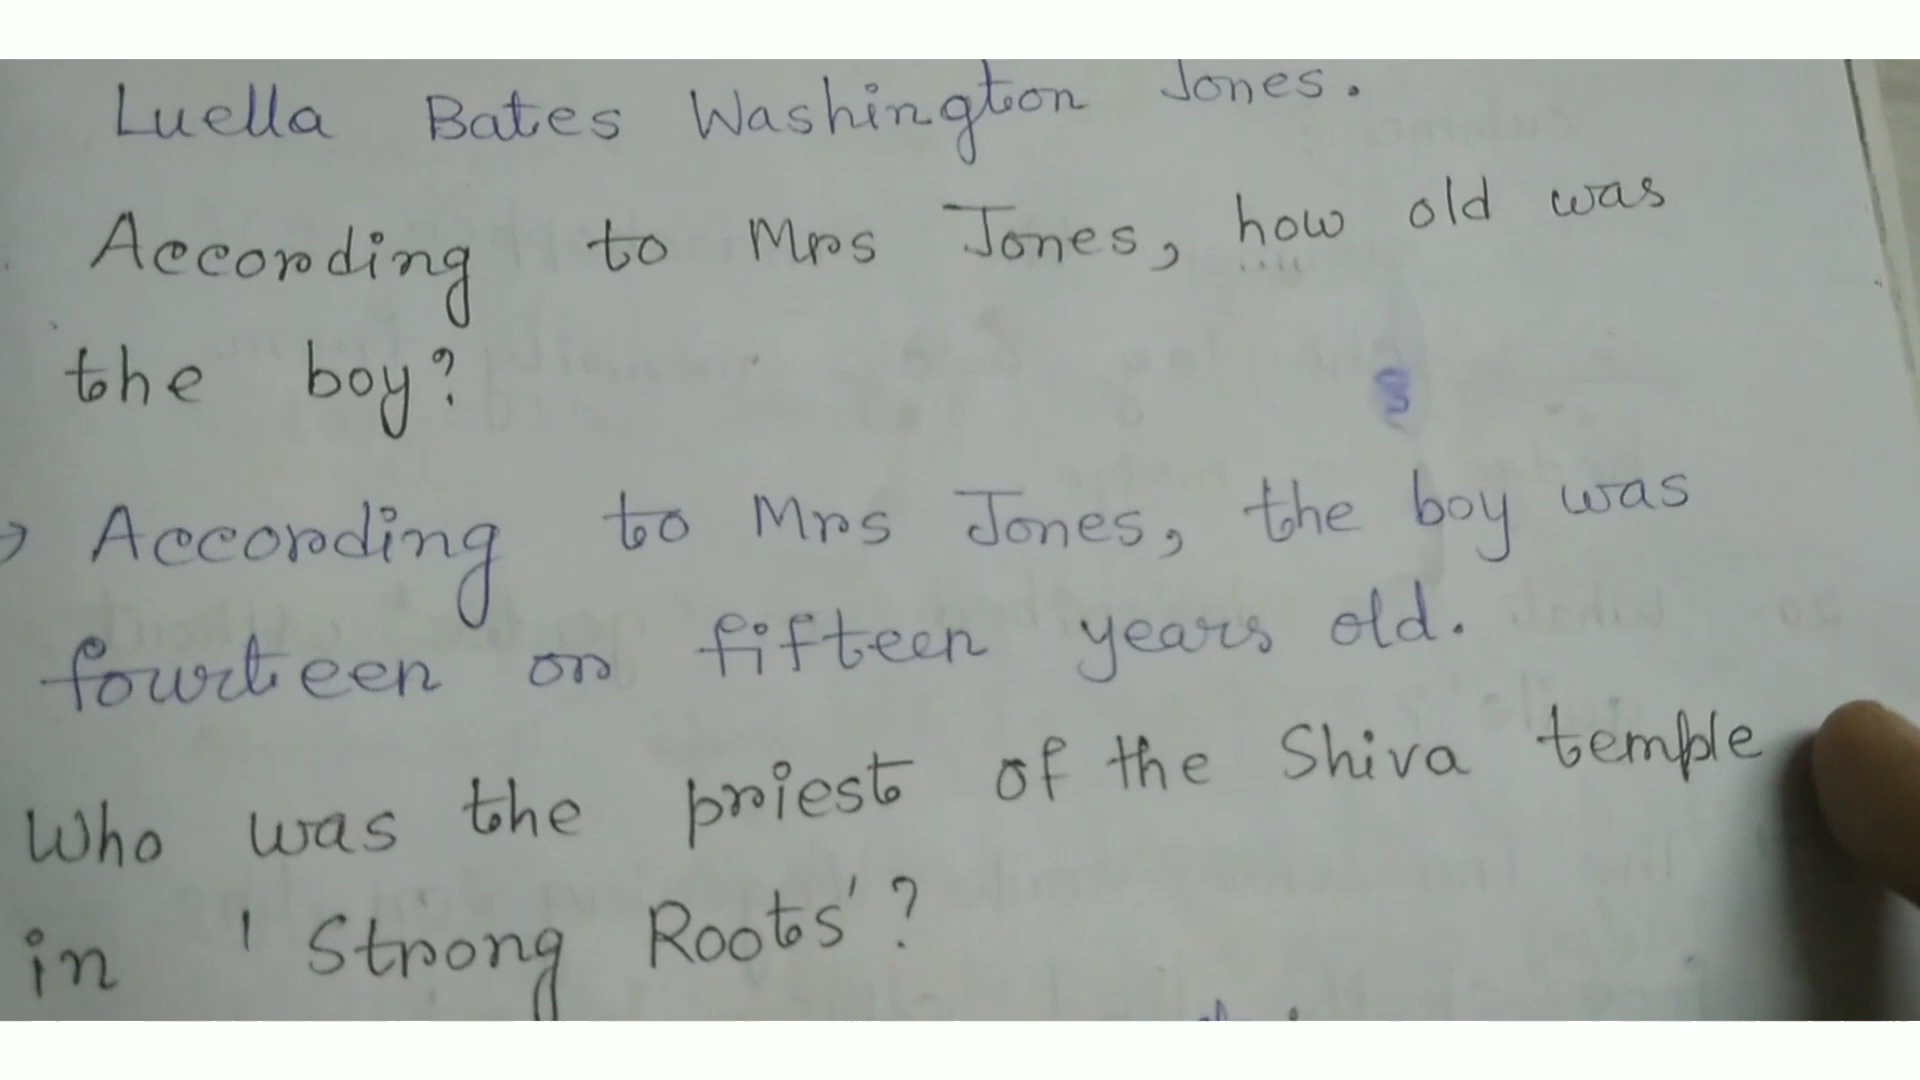 Luella Bates Washington Jones.
According to Mrs Jones, how old was
the boy?
→ According to Mrs Jones, the boy was
fourteen or fifteen years old.
Who was the priest of the Shiva temple
in 'Strong Roots'?